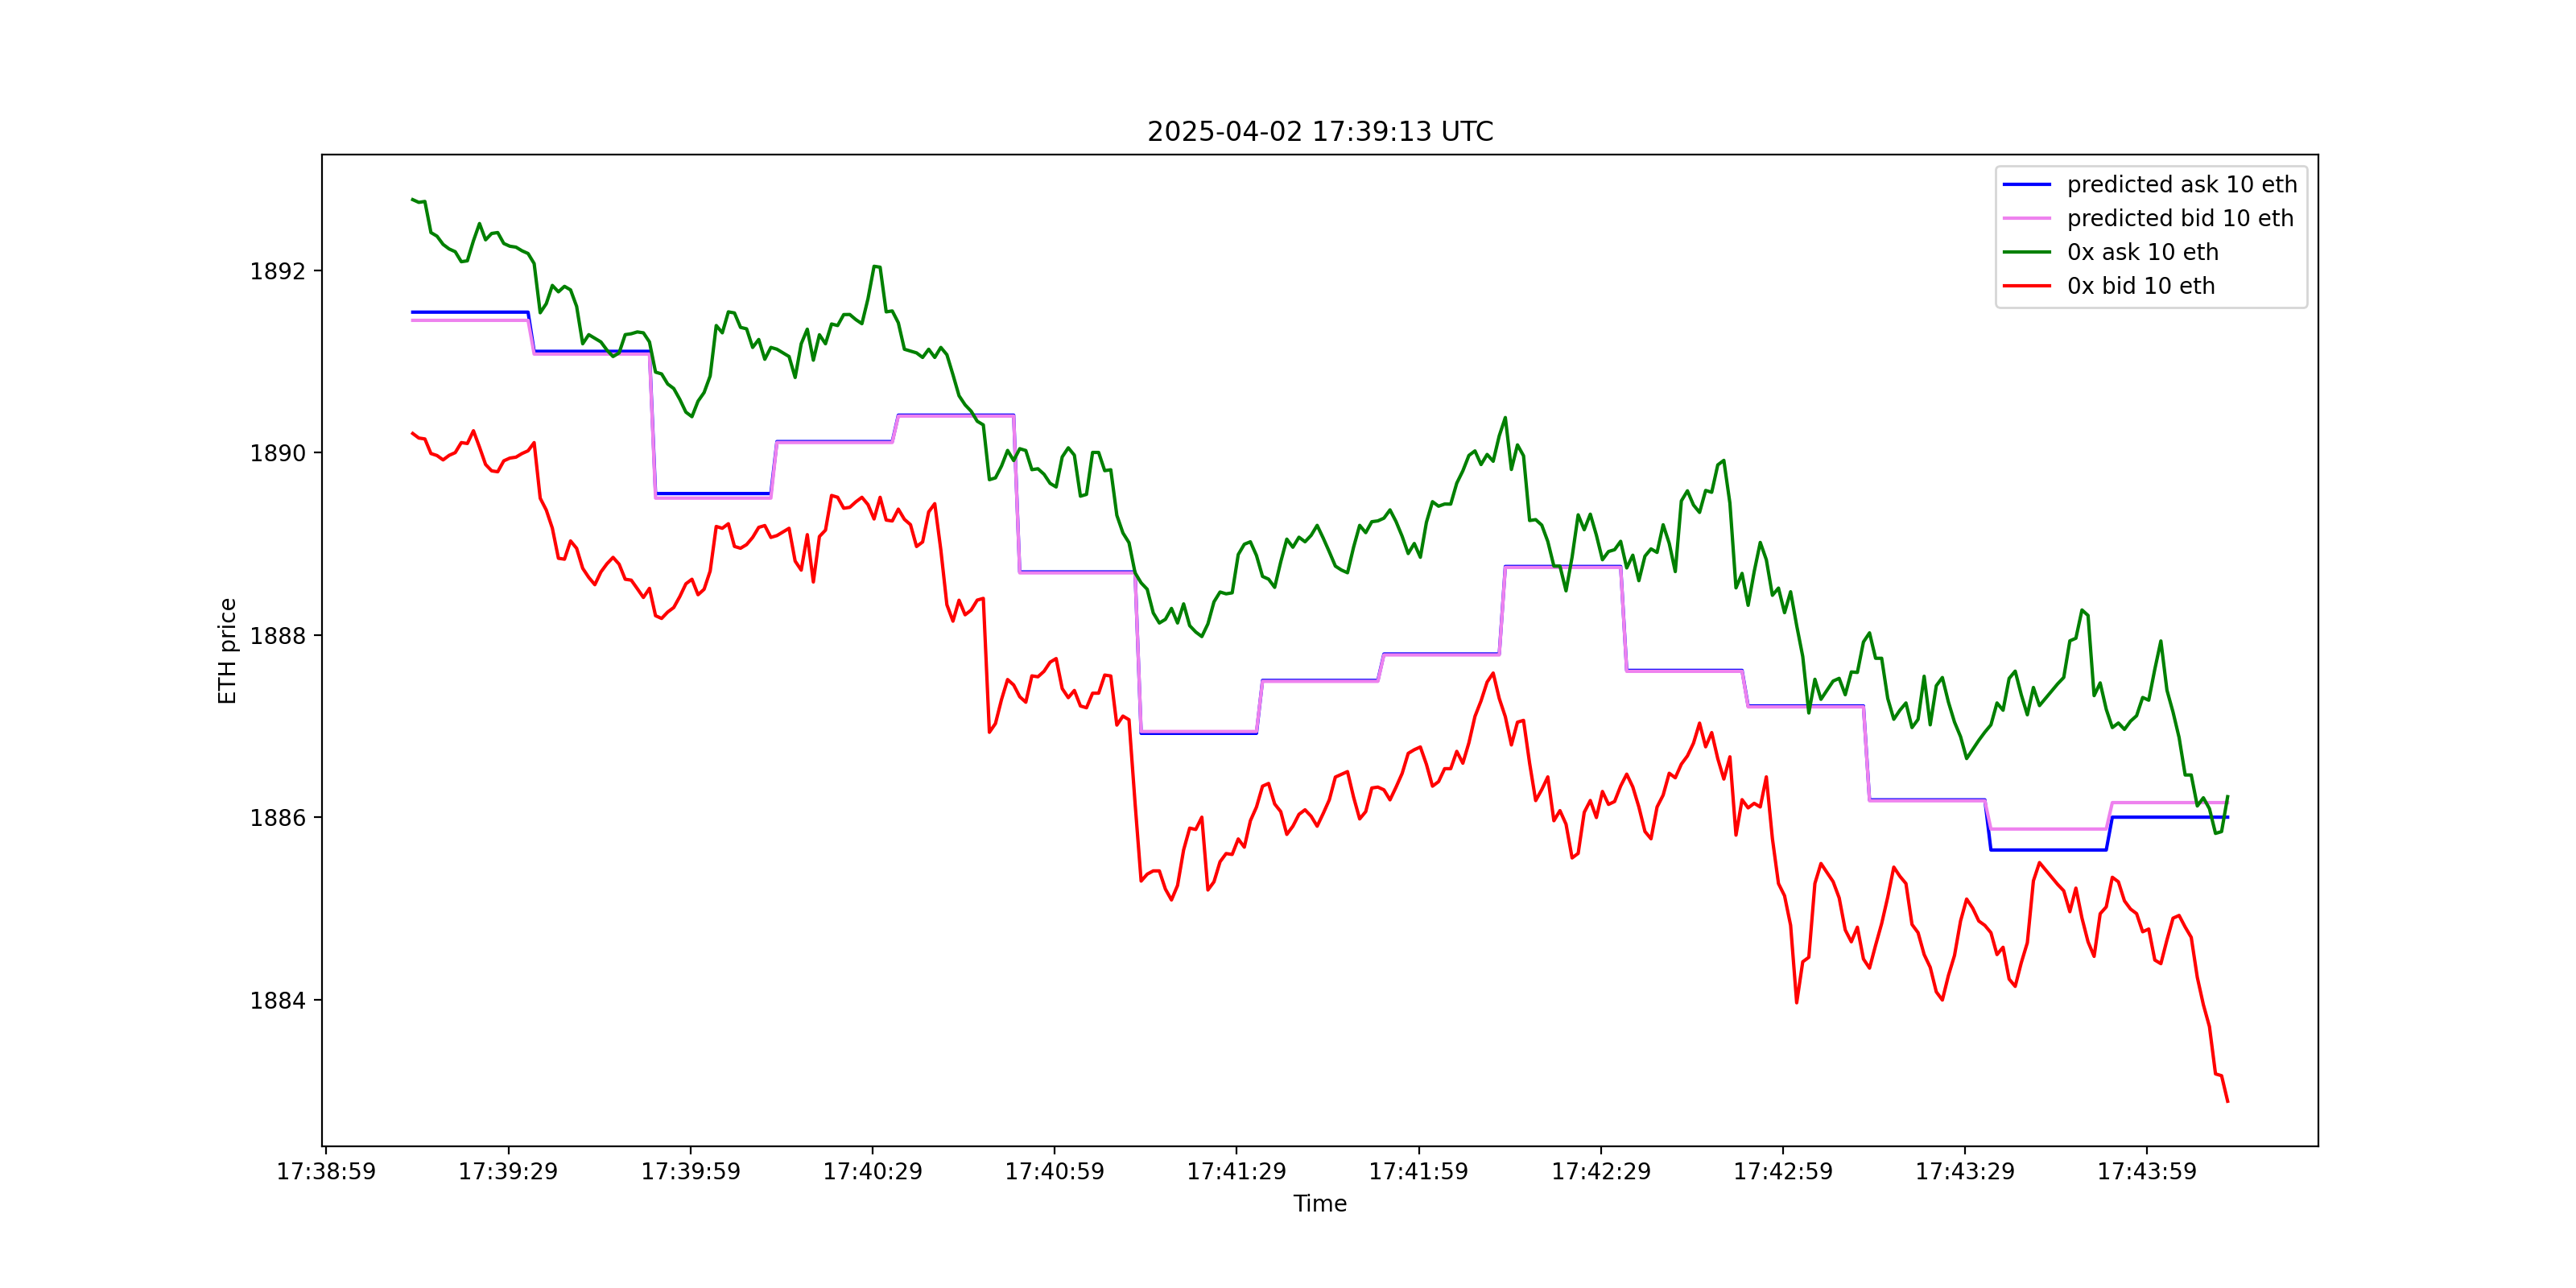 2025-04-02 17:39:13 UTC
predicted ask 10 eth
predicted bid 10 eth
0x ask 10 eth
0x bid 10 eth
ETH price
1892
1890
1888
1886
1884
17:38:59 17:39:29 17:39:59 17:40:29 17:40:59 17:41:29 17:41:59 17:42:29 17:42:59 17:43:29 17:43:59
Time